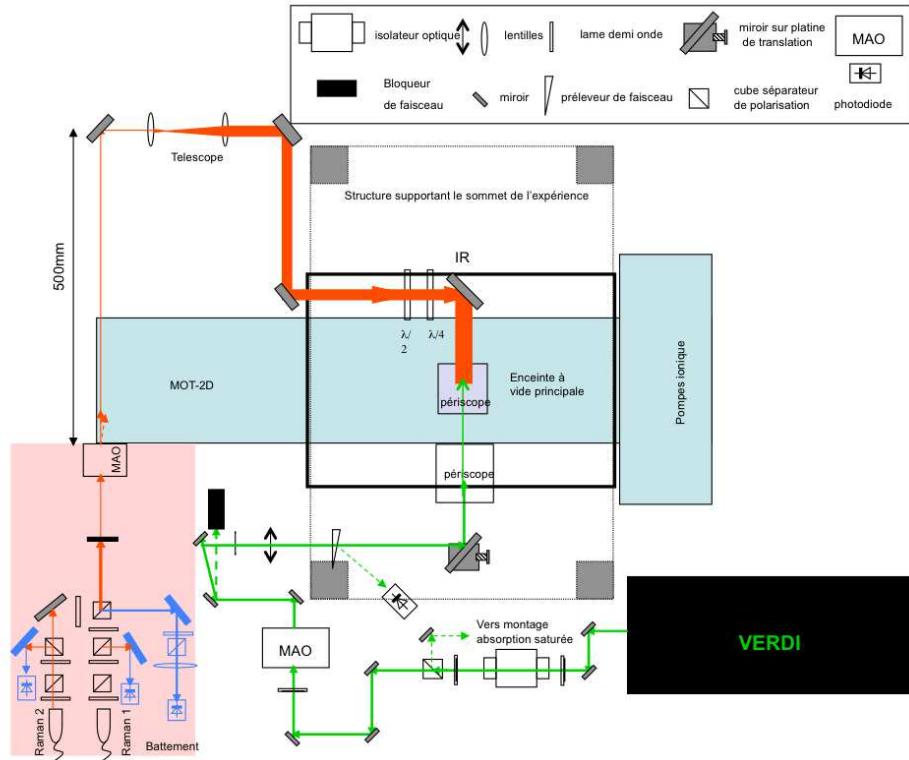 isolateur optique
lentilles
lame demi onde
miroir sur platine
de translation
MAO
Bloqueur
de faisceau
miroir
préleveur de faisceau
cube séparateur
de polarisation
photodiode
Telescope
500mm
Structure supportant le sommet de l'expérience
IR
λ/
2
λ/4
MOT-2D
périscope
Enceinte à
vide principale
Pompes ionique
périscope
MAO
Vers montage
absorption saturée
VERDI
MAO
Raman 2
Raman 1
Battement